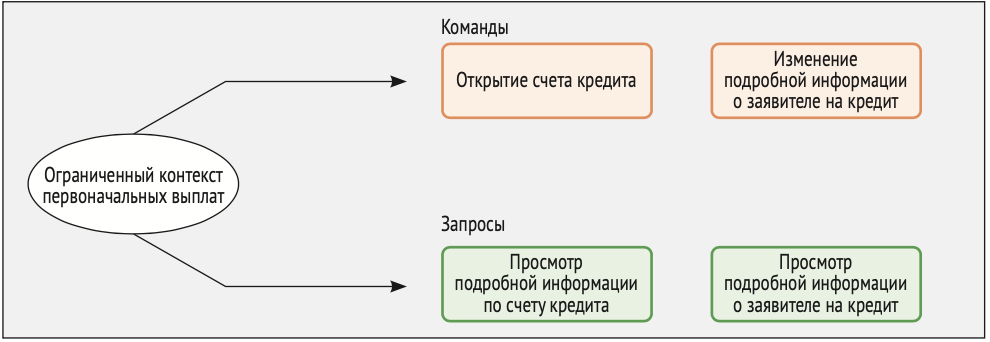 Команды
Открытие счета кредита
Изменение
подробной информации
о заявителе на кредит
Ограниченный контекст
первоначальных выплат
Запросы
Просмотр
подробной информации
по счету кредита
Просмотр
подробной информации
о заявителе на кредит